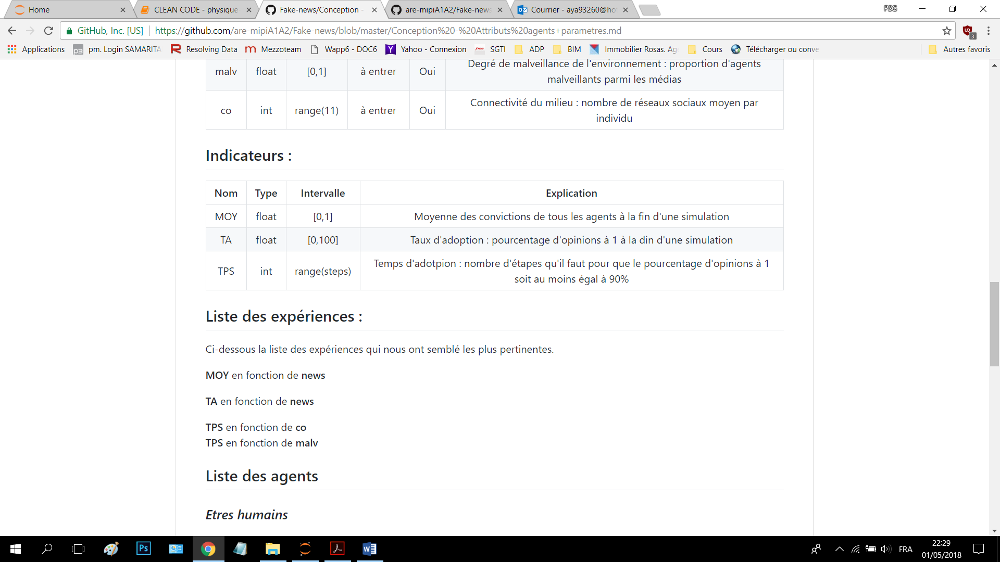 Home
CLEAN CODE - physique
Fake-news/Conception -
are-mipiA1A2/Fake-news
Courrier - aya93260@ho
PSG
GitHub, Inc. [US] https://github.com/are-mipiA1A2/Fake-news/blob/master/Conception%20-%20Attributs%20agents+parametres.md
3
Applications pm. Login SAMARITA Resolving Data Mezzoteam Wapp6 - DOC6 Yahoo - Connexion SGTI ADP BIM Immobilier Rosas. Ag Cours Télécharger ou conve Autres favoris
malv float [0,1] à entrer Oui Degré de malveillance de l'environnement : proportion d'agents
malveillants parmi les médias
co int range(11) à entrer Oui Connectivité du milieu : nombre de réseaux sociaux moyen par
individu
Indicateurs :
Nom Type Intervalle Explication
MOY float [0,1] Moyenne des convictions de tous les agents à la fin d'une simulation
TA float [0,100] Taux d'adoption : pourcentage d'opinions à 1 à la din d'une simulation
TPS int range(steps) Temps d'adotpion : nombre d'étapes qu'il faut pour que le pourcentage d'opinions à 1
soit au moins égal à 90%
Liste des expériences :
Ci-dessous la liste des expériences qui nous ont semblé les plus pertinentes.
MOY en fonction de news
TA en fonction de news
TPS en fonction de co
TPS en fonction de malv
Liste des agents
Etres humains
Ps
FRA
22:29
01/05/2018